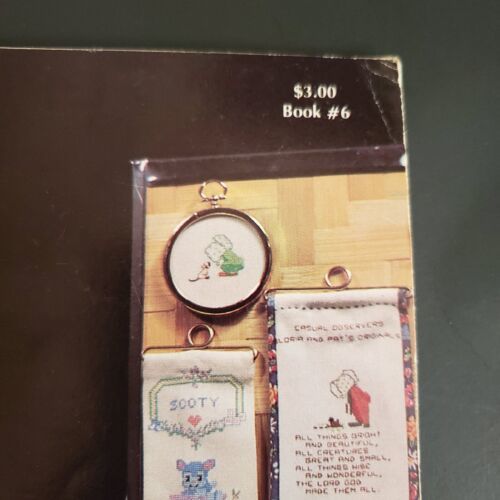 $3.00
Book #6
CASUAL OBSERVERS
GLORIA AND PAT'S ORIGINALS
SOOTY
ALL THINGS BRIGHT
AND BEAUTIFUL,
ALL CREATURES
GREAT AND SMALL,
ALL THINGS WISE
AND WONDERFUL,
THE LORD GOD
MADE THEM ALL.